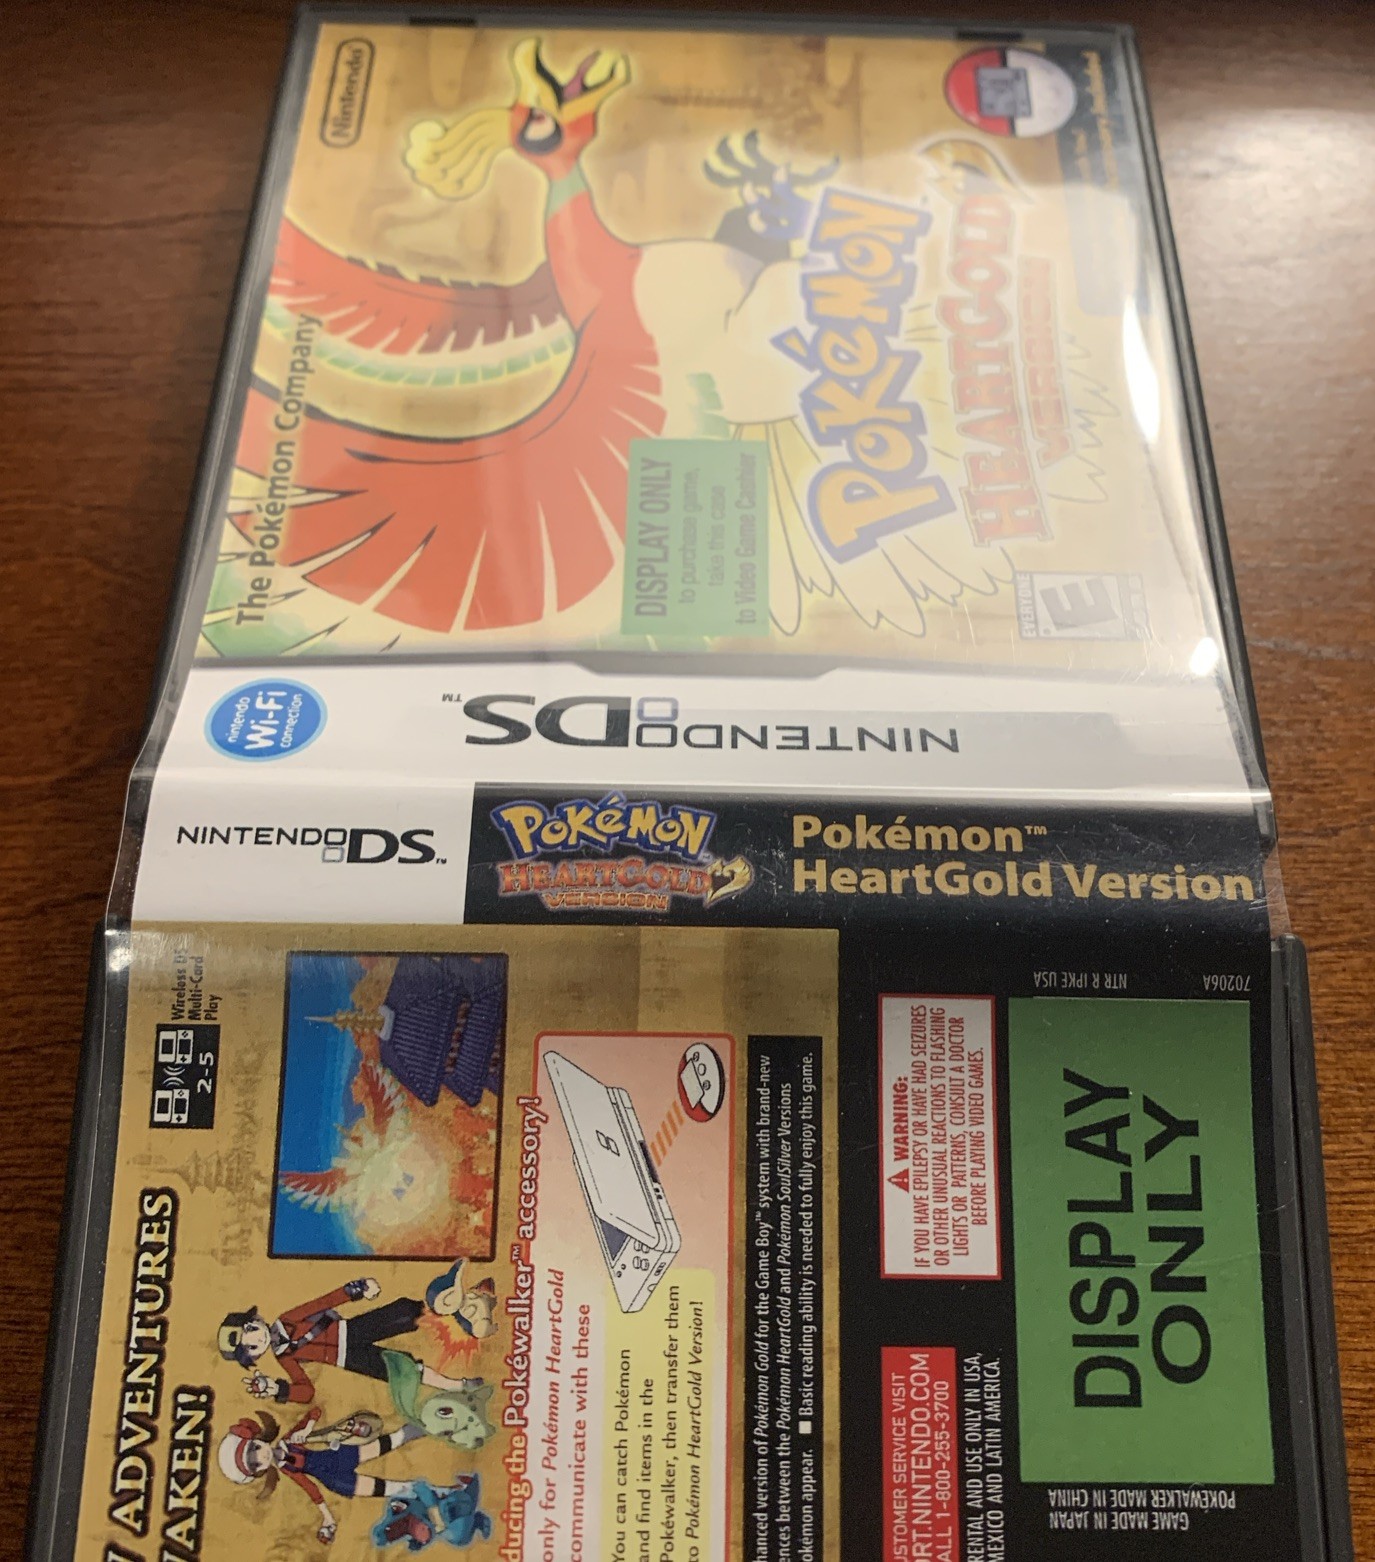 Nintendo
The Pokémon Company
Pokémon
HEARTGOLD
VERSION
DISPLAY ONLY
to purchase game,
take this case
to Video Game Cashier
EVERYONE
E
NINTENDO DS™
nintendo
Wi-Fi
connection
NINTENDO DS™
Pokémon
HEARTGOLD
VERSION
Pokémon™
HeartGold Version
Wireless DS
Multi-Card
Play
2-5
ADVENTURES
AKEN!
ducing the Pokéwalker™ accessory!
only for Pokémon HeartGold
communicate with these
You can catch Pokémon
and find items in the
Pokéwalker, then transfer them
to Pokémon HeartGold Version!
hanced version of Pokémon Gold for the Game Boy™ system with brand-new
ences between the Pokémon HeartGold and Pokémon SoulSilver Versions
okémon appear. ■ Basic reading ability is needed to fully enjoy this game.
WARNING:
IF YOU HAVE EPILEPSY OR HAVE HAD SEIZURES
OR OTHER UNUSUAL REACTIONS TO FLASHING
LIGHTS OR PATTERNS, CONSULT A DOCTOR
BEFORE PLAYING VIDEO GAMES.
USTOMER SERVICE VISIT
ORT.NINTENDO.COM
ALL 1-800-255-3700
RENTAL AND USE ONLY IN USA,
MEXICO AND LATIN AMERICA.
DISPLAY
ONLY
NTR R IPKE USA
70206A
GAME MADE IN JAPAN
POKÉWALKER MADE IN CHINA